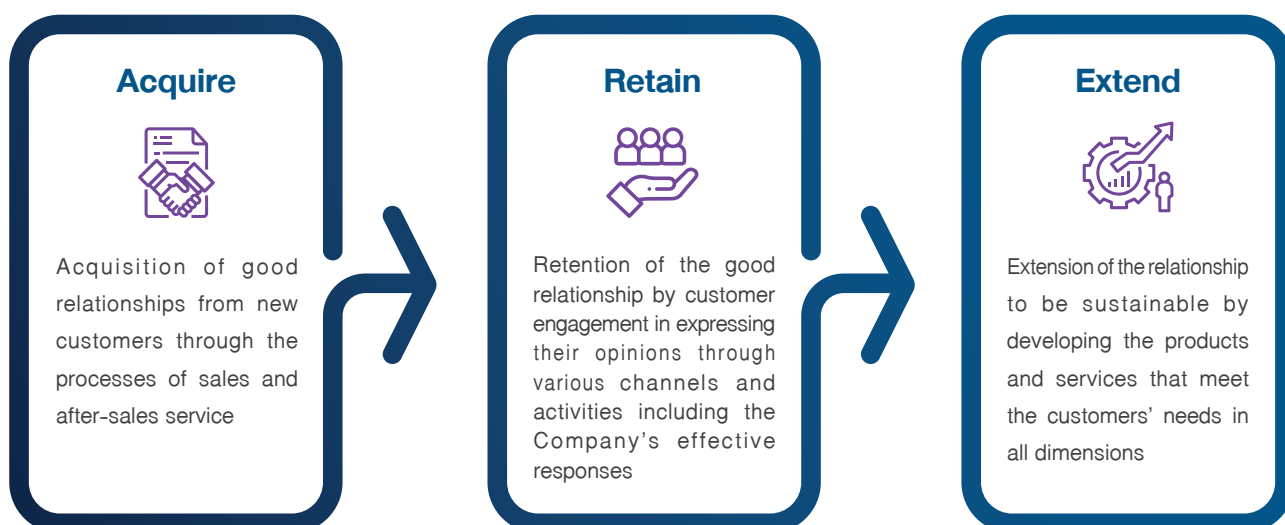 Acquire
Acquisition of good
relationships from new
customers through the
processes of sales and
after-sales service
Retain
Retention of the good
relationship by customer
engagement in expressing
their opinions through
various channels and
activities including the
Company's effective
responses
Extend
Extension of the relationship
to be sustainable by
developing the products
and services that meet
the customers' needs in
all dimensions